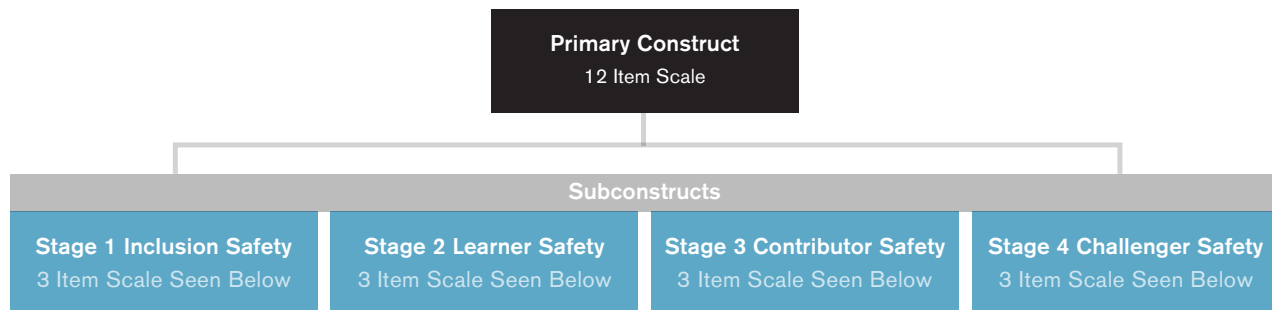 Primary Construct
12 Item Scale
Subconstructs
Stage 1 Inclusion Safety
3 Item Scale Seen Below
Stage 2 Learner Safety
3 Item Scale Seen Below
Stage 3 Contributor Safety
3 Item Scale Seen Below
Stage 4 Challenger Safety
3 Item Scale Seen Below